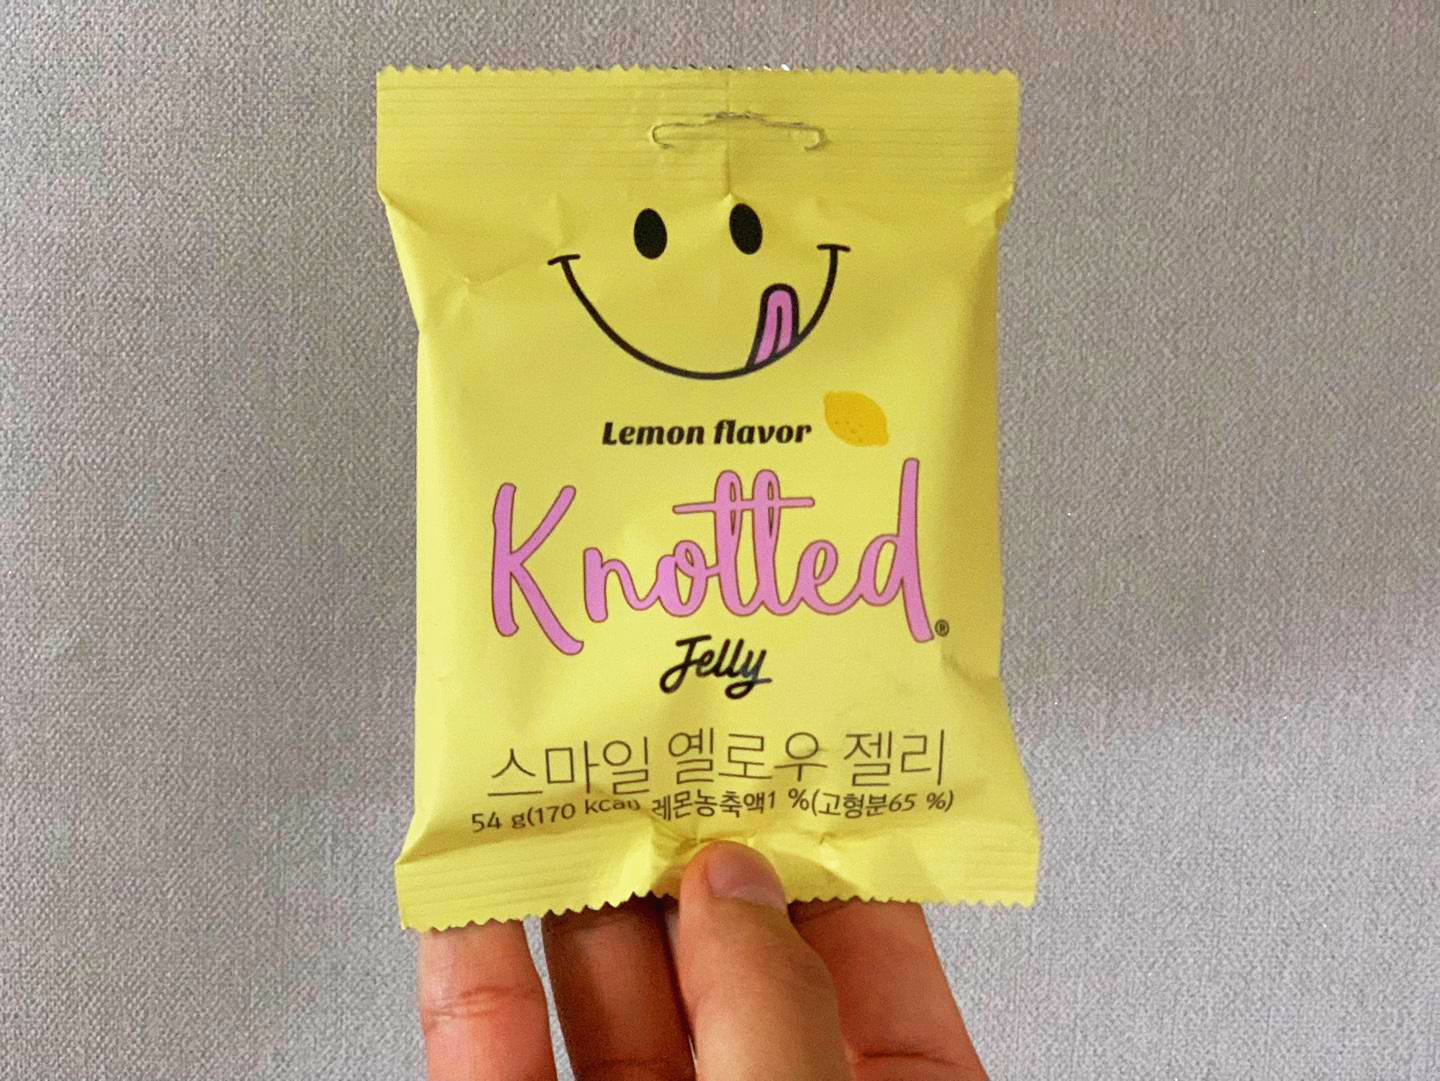 Lemon flavor
Knotted®
Jelly
스마일 옐로우 젤리
54 g(170 kcal) 레몬농축액1 %(고형분65 %)